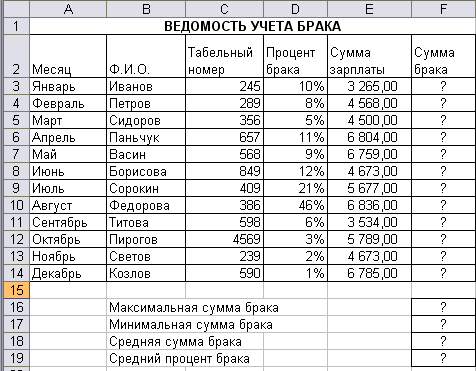 A B C D E F
1 ВЕДОМОСТЬ УЧЕТА БРАКА
2 Месяц Ф.И.О. Табельный номер Процент брака Сумма зарплаты Сумма брака
3 Январь Иванов 245 10% 3 265,00 ?
4 Февраль Петров 289 8% 4 568,00 ?
5 Март Сидоров 356 5% 4 500,00 ?
6 Апрель Паньчук 657 11% 6 804,00 ?
7 Май Васин 568 9% 6 759,00 ?
8 Июнь Борисова 849 12% 4 673,00 ?
9 Июль Сорокин 409 21% 5 677,00 ?
10 Август Федорова 386 46% 6 836,00 ?
11 Сентябрь Титова 598 6% 3 534,00 ?
12 Октябрь Пирогов 4569 3% 5 789,00 ?
13 Ноябрь Светов 239 2% 4 673,00 ?
14 Декабрь Козлов 590 1% 6 785,00 ?
15
16 Максимальная сумма брака ?
17 Минимальная сумма брака ?
18 Средняя сумма брака ?
19 Средний процент брака ?